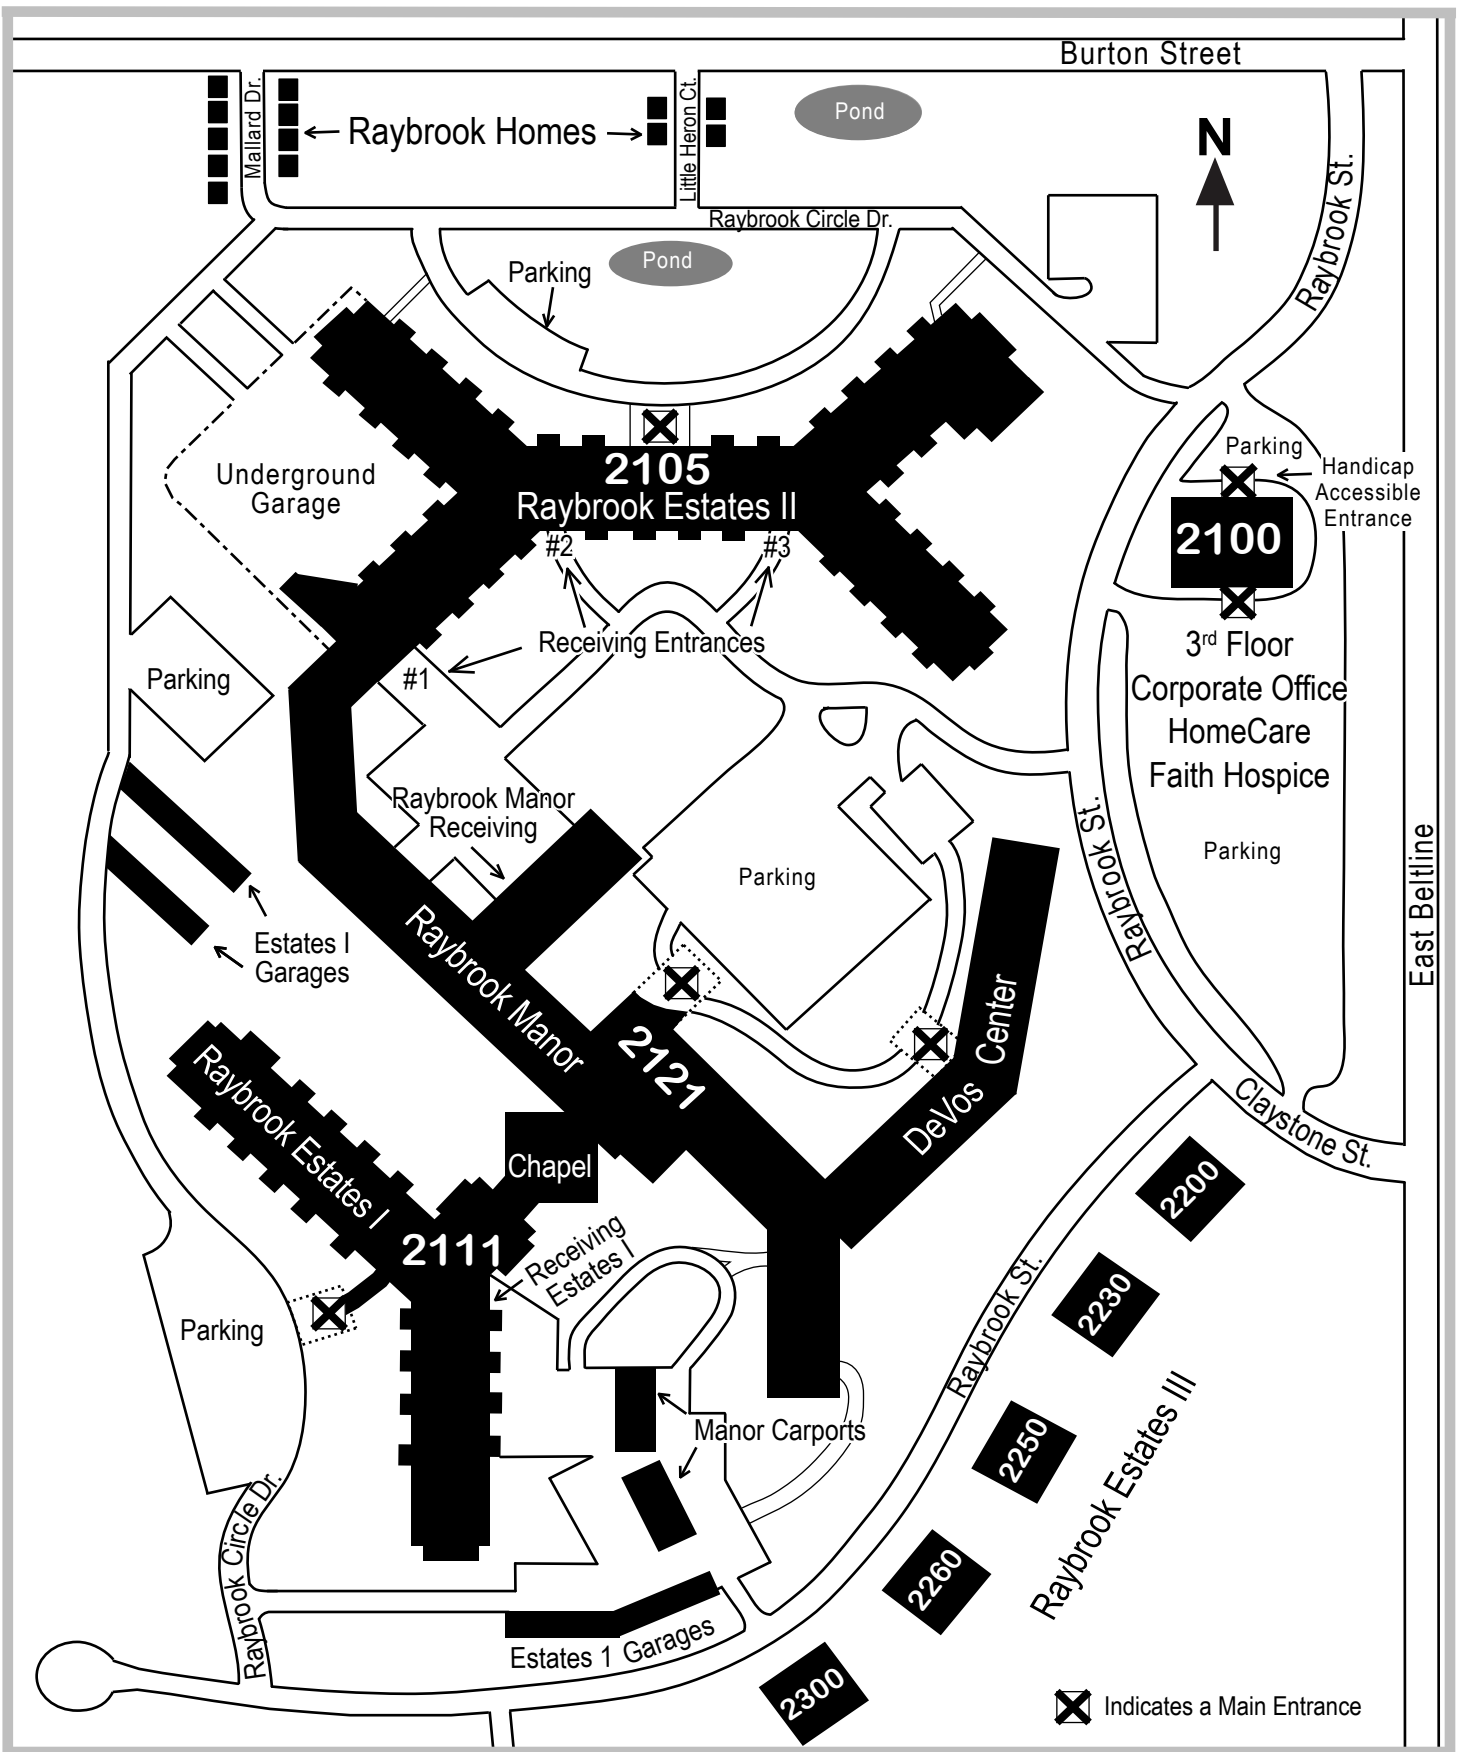 Burton Street
Mallard Dr.
Raybrook Homes
Little Heron Ct.
Pond
N
Raybrook St.
Raybrook Circle Dr.
Pond
Parking
Underground
Garage
2105
Raybrook Estates II
Parking
Handicap
Accessible
Entrance
2100
#2
#3
Receiving Entrances
#1
3rd Floor
Corporate Office
HomeCare
Faith Hospice
Parking
Raybrook Manor
Receiving
Parking
Raybrook St.
Parking
East Beltline
Estates I
Garages
Raybrook Manor
2121
DeVos Center
Raybrook Estates I
Chapel
Claystone St.
2111
Receiving
Estates I
2200
2230
Parking
Raybrook St.
Manor Carports
2250
Raybrook Estates III
Raybrook Circle Dr.
2260
Estates 1 Garages
2300
Indicates a Main Entrance